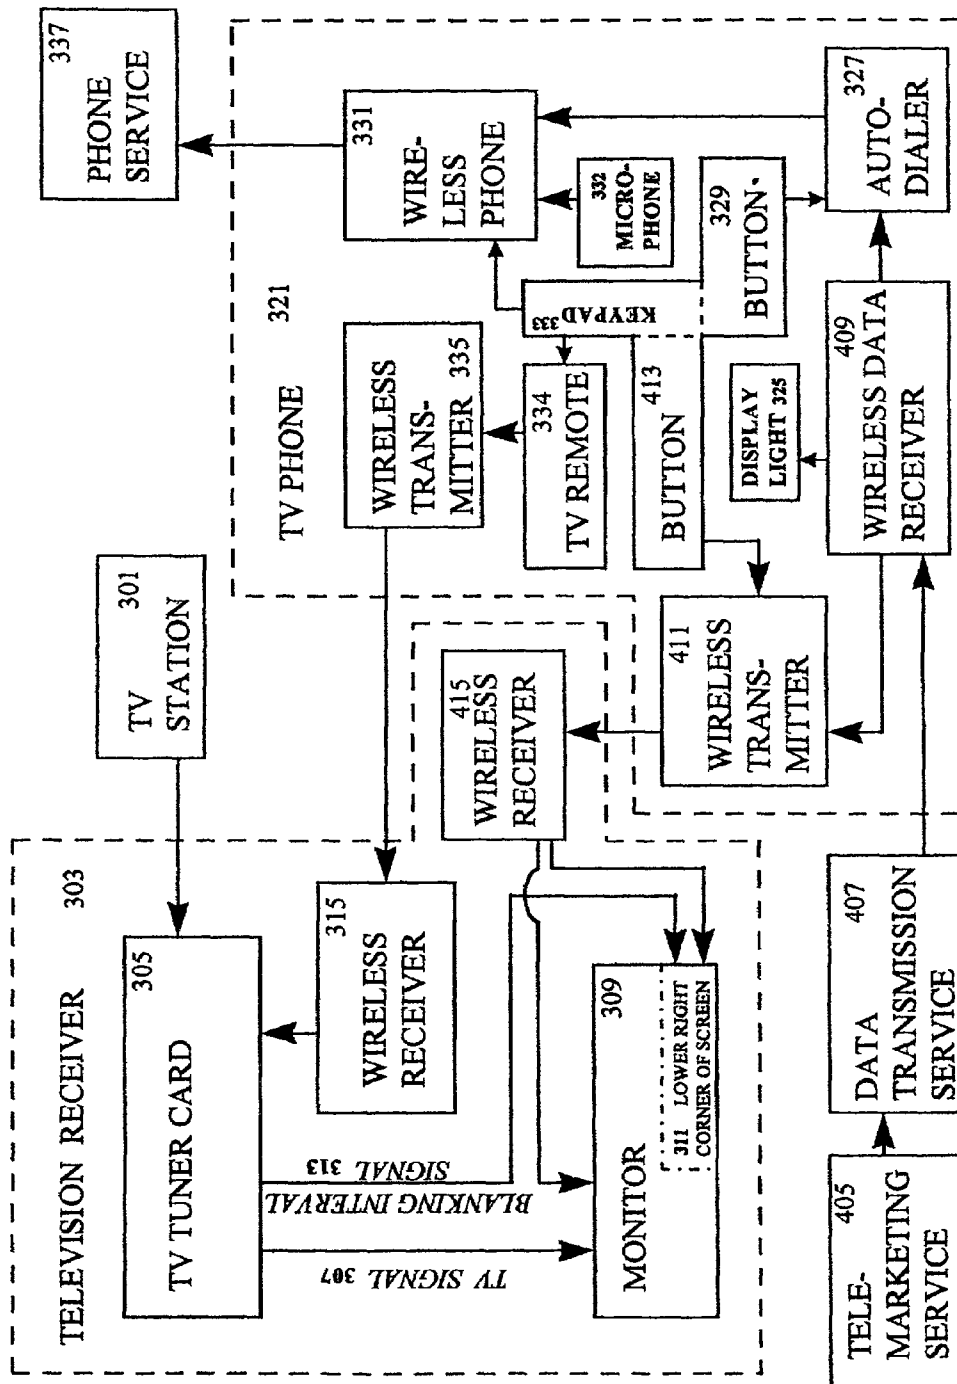 TELEVISION RECEIVER 303
TV TUNER CARD
305
TV SIGNAL 307
BLANKING INTERVAL
SIGNAL 313
WIRELESS
RECEIVER
315
MONITOR
309
311 LOWER RIGHT
CORNER OF SCREEN
WIRELESS
RECEIVER
415
TV
STATION
301
PHONE
SERVICE
337
TV PHONE 321
WIRELESS
TRANS-
MITTER 335
WIRE-
LESS
PHONE
331
TV REMOTE
334
KEYPAD
333
332
MICRO-
PHONE
BUTTON
413
329
BUTTON
DISPLAY
LIGHT 325
WIRELESS
TRANS-
MITTER
411
WIRELESS DATA
RECEIVER
409
AUTO-
DIALER
327
TELE-
MARKETING
SERVICE
405
DATA
TRANSMISSION
SERVICE
407